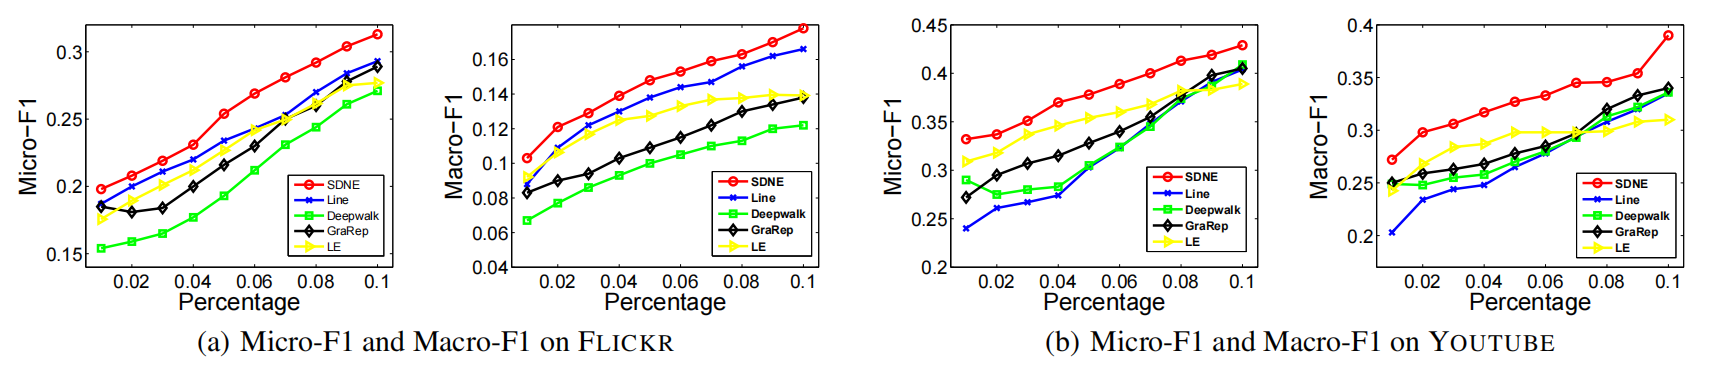 Micro-F1
0.3
0.25
0.2
0.15
0.02 0.04 0.06 0.08 0.1
Percentage
SDNE
Line
Deepwalk
GraRep
LE
Macro-F1
0.16
0.14
0.12
0.1
0.08
0.06
0.04
0.02 0.04 0.06 0.08 0.1
Percentage
SDNE
Line
Deepwalk
GraRep
LE
(a) Micro-F1 and Macro-F1 on FLICKR
Micro-F1
0.45
0.4
0.35
0.3
0.25
0.2
0.02 0.04 0.06 0.08 0.1
Percentage
SDNE
Line
Deepwalk
GraRep
LE
Macro-F1
0.4
0.35
0.3
0.25
0.2
0.02 0.04 0.06 0.08 0.1
Percentage
SDNE
Line
Deepwalk
GraRep
LE
(b) Micro-F1 and Macro-F1 on YOUTUBE